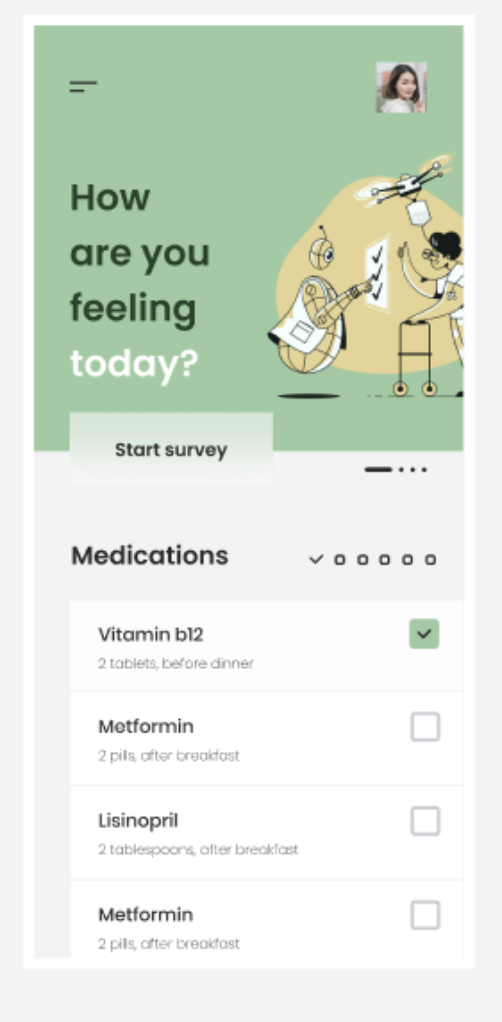 How
are you
feeling
today?
Start survey
Medications
Vitamin b12
2 tablets, before dinner
Metformin
2 pills, after breakfast
Lisinopril
2 tablespoons, after breakfast
Metformin
2 pills, after breakfast